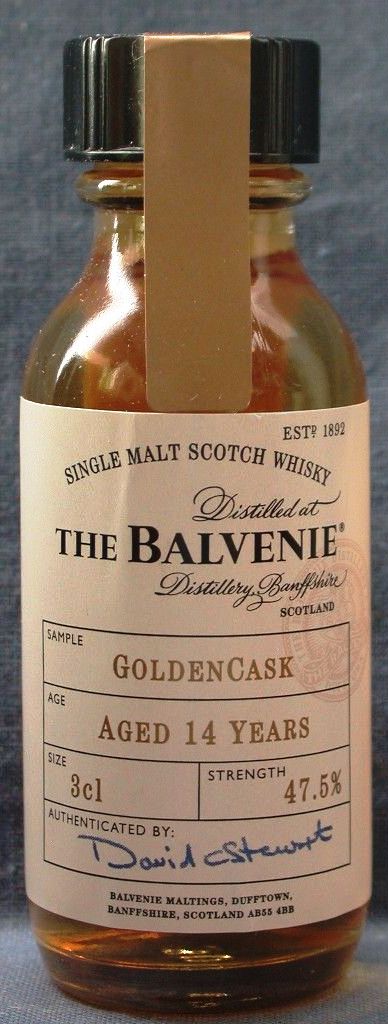 ESTD 1892
SINGLE MALT SCOTCH WHISKY
Distilled at
THE BALVENIE®
Distillery, Banffshire
SCOTLAND
SAMPLE
GOLDENCASK
AGE
AGED 14 YEARS
SIZE
3cl
STRENGTH
47.5%
AUTHENTICATED BY:
David C Stewart
BALVENIE MALTINGS, DUFFTOWN,
BANFFSHIRE, SCOTLAND AB55 4BB